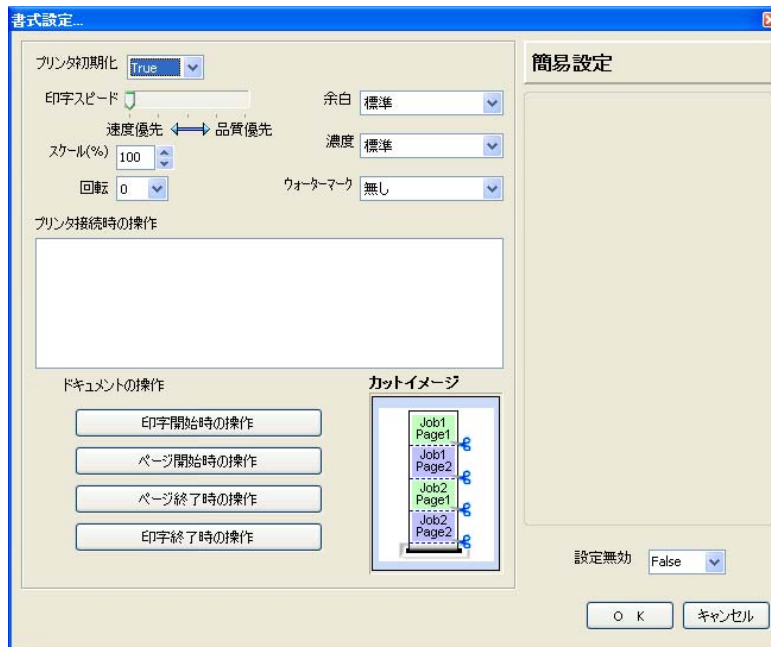 書式設定...
プリンタ初期化 True
印字スピード
速度優先 品質優先
スケール(%) 100
回転 0
余白 標準
濃度 標準
ウォーターマーク 無し
プリンタ接続時の操作
ドキュメントの操作
印字開始時の操作
ページ開始時の操作
ページ終了時の操作
印字終了時の操作
カットイメージ
Job1
Page1
Job1
Page2
Job2
Page1
Job2
Page2
簡易設定
設定無効 False
O K
キャンセル